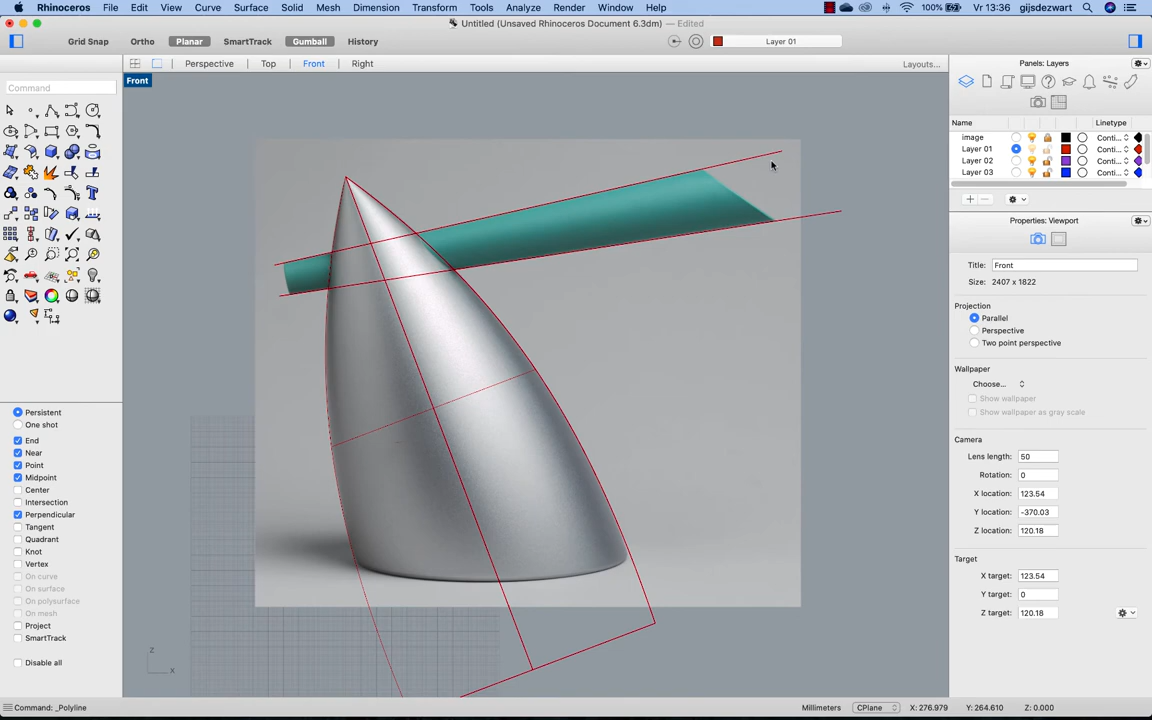 Rhinoceros File Edit View Curve Surface Solid Mesh Dimension Transform Tools Analyze Render Window Help 100% Vr 13:36 gijsdezwart
Untitled (Unsaved Rhinoceros Document 6.3dm) — Edited
Grid Snap Ortho Planar SmartTrack Gumball History Layer 01
Perspective Top Front Right Layouts...
Panels: Layers
Front
Command
Name Linetype
image Conti...
Layer 01 Conti...
Layer 02 Conti...
Layer 03 Conti...
Properties: Viewport
Title: Front
Size: 2407 x 1822
Projection
Parallel
Perspective
Two point perspective
Wallpaper
Choose...
Show wallpaper
Show wallpaper as gray scale
Camera
Lens length: 50
Rotation: 0
X location: 123.54
Y location: -370.03
Z location: 120.18
Target
X target: 123.54
Y target: 0
Z target: 120.18
Persistent
One shot
End
Near
Point
Midpoint
Center
Intersection
Perpendicular
Tangent
Quadrant
Knot
Vertex
On curve
On surface
On polysurface
On mesh
Project
SmartTrack
Disable all
z
x
Command: _Polyline Millimeters CPlane X: 276.979 Y: 264.610 Z: 0.000